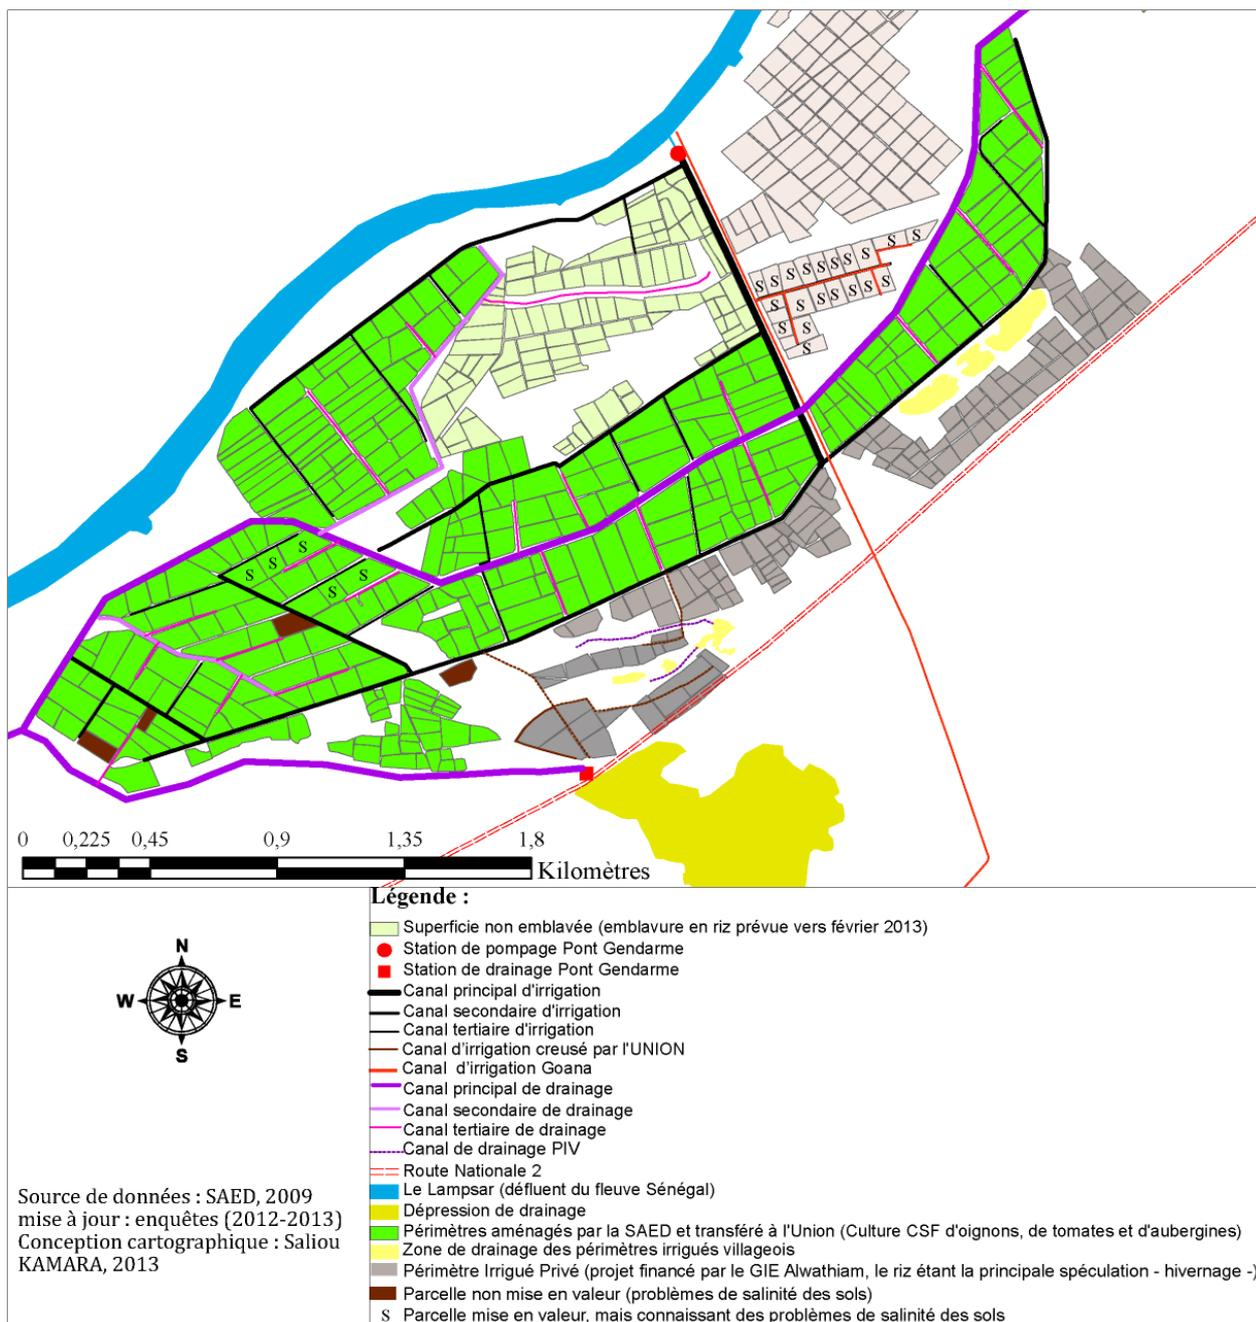 S S
S S S S S S S S
S S S S S S S
S S
S
S
S S
S
S
0 0,225 0,45 0,9 1,35 1,8
Kilomètres
Légende :
Superficie non emblavée (emblavure en riz prévue vers février 2013)
Station de pompage Pont Gendarme
Station de drainage Pont Gendarme
Canal principal d'irrigation
Canal secondaire d'irrigation
Canal tertiaire d'irrigation
Canal d'irrigation creusé par l'UNION
Canal d'irrigation Goana
Canal principal de drainage
Canal secondaire de drainage
Canal tertiaire de drainage
Canal de drainage PIV
Route Nationale 2
Le Lampsar (défluent du fleuve Sénégal)
Dépression de drainage
Périmètres aménagés par la SAED et transféré à l'Union (Culture CSF d'oignons, de tomates et d'aubergines)
Zone de drainage des périmètres irrigués villageois
Périmètre Irrigué Privé (projet financé par le GIE Alwathiam, le riz étant la principale spéculation - hivernage -)
Parcelle non mise en valeur (problèmes de salinité des sols)
S Parcelle mise en valeur, mais connaissant des problèmes de salinité des sols
N
W E
S
Source de données : SAED, 2009
mise à jour : enquêtes (2012-2013)
Conception cartographique : Saliou
KAMARA, 2013